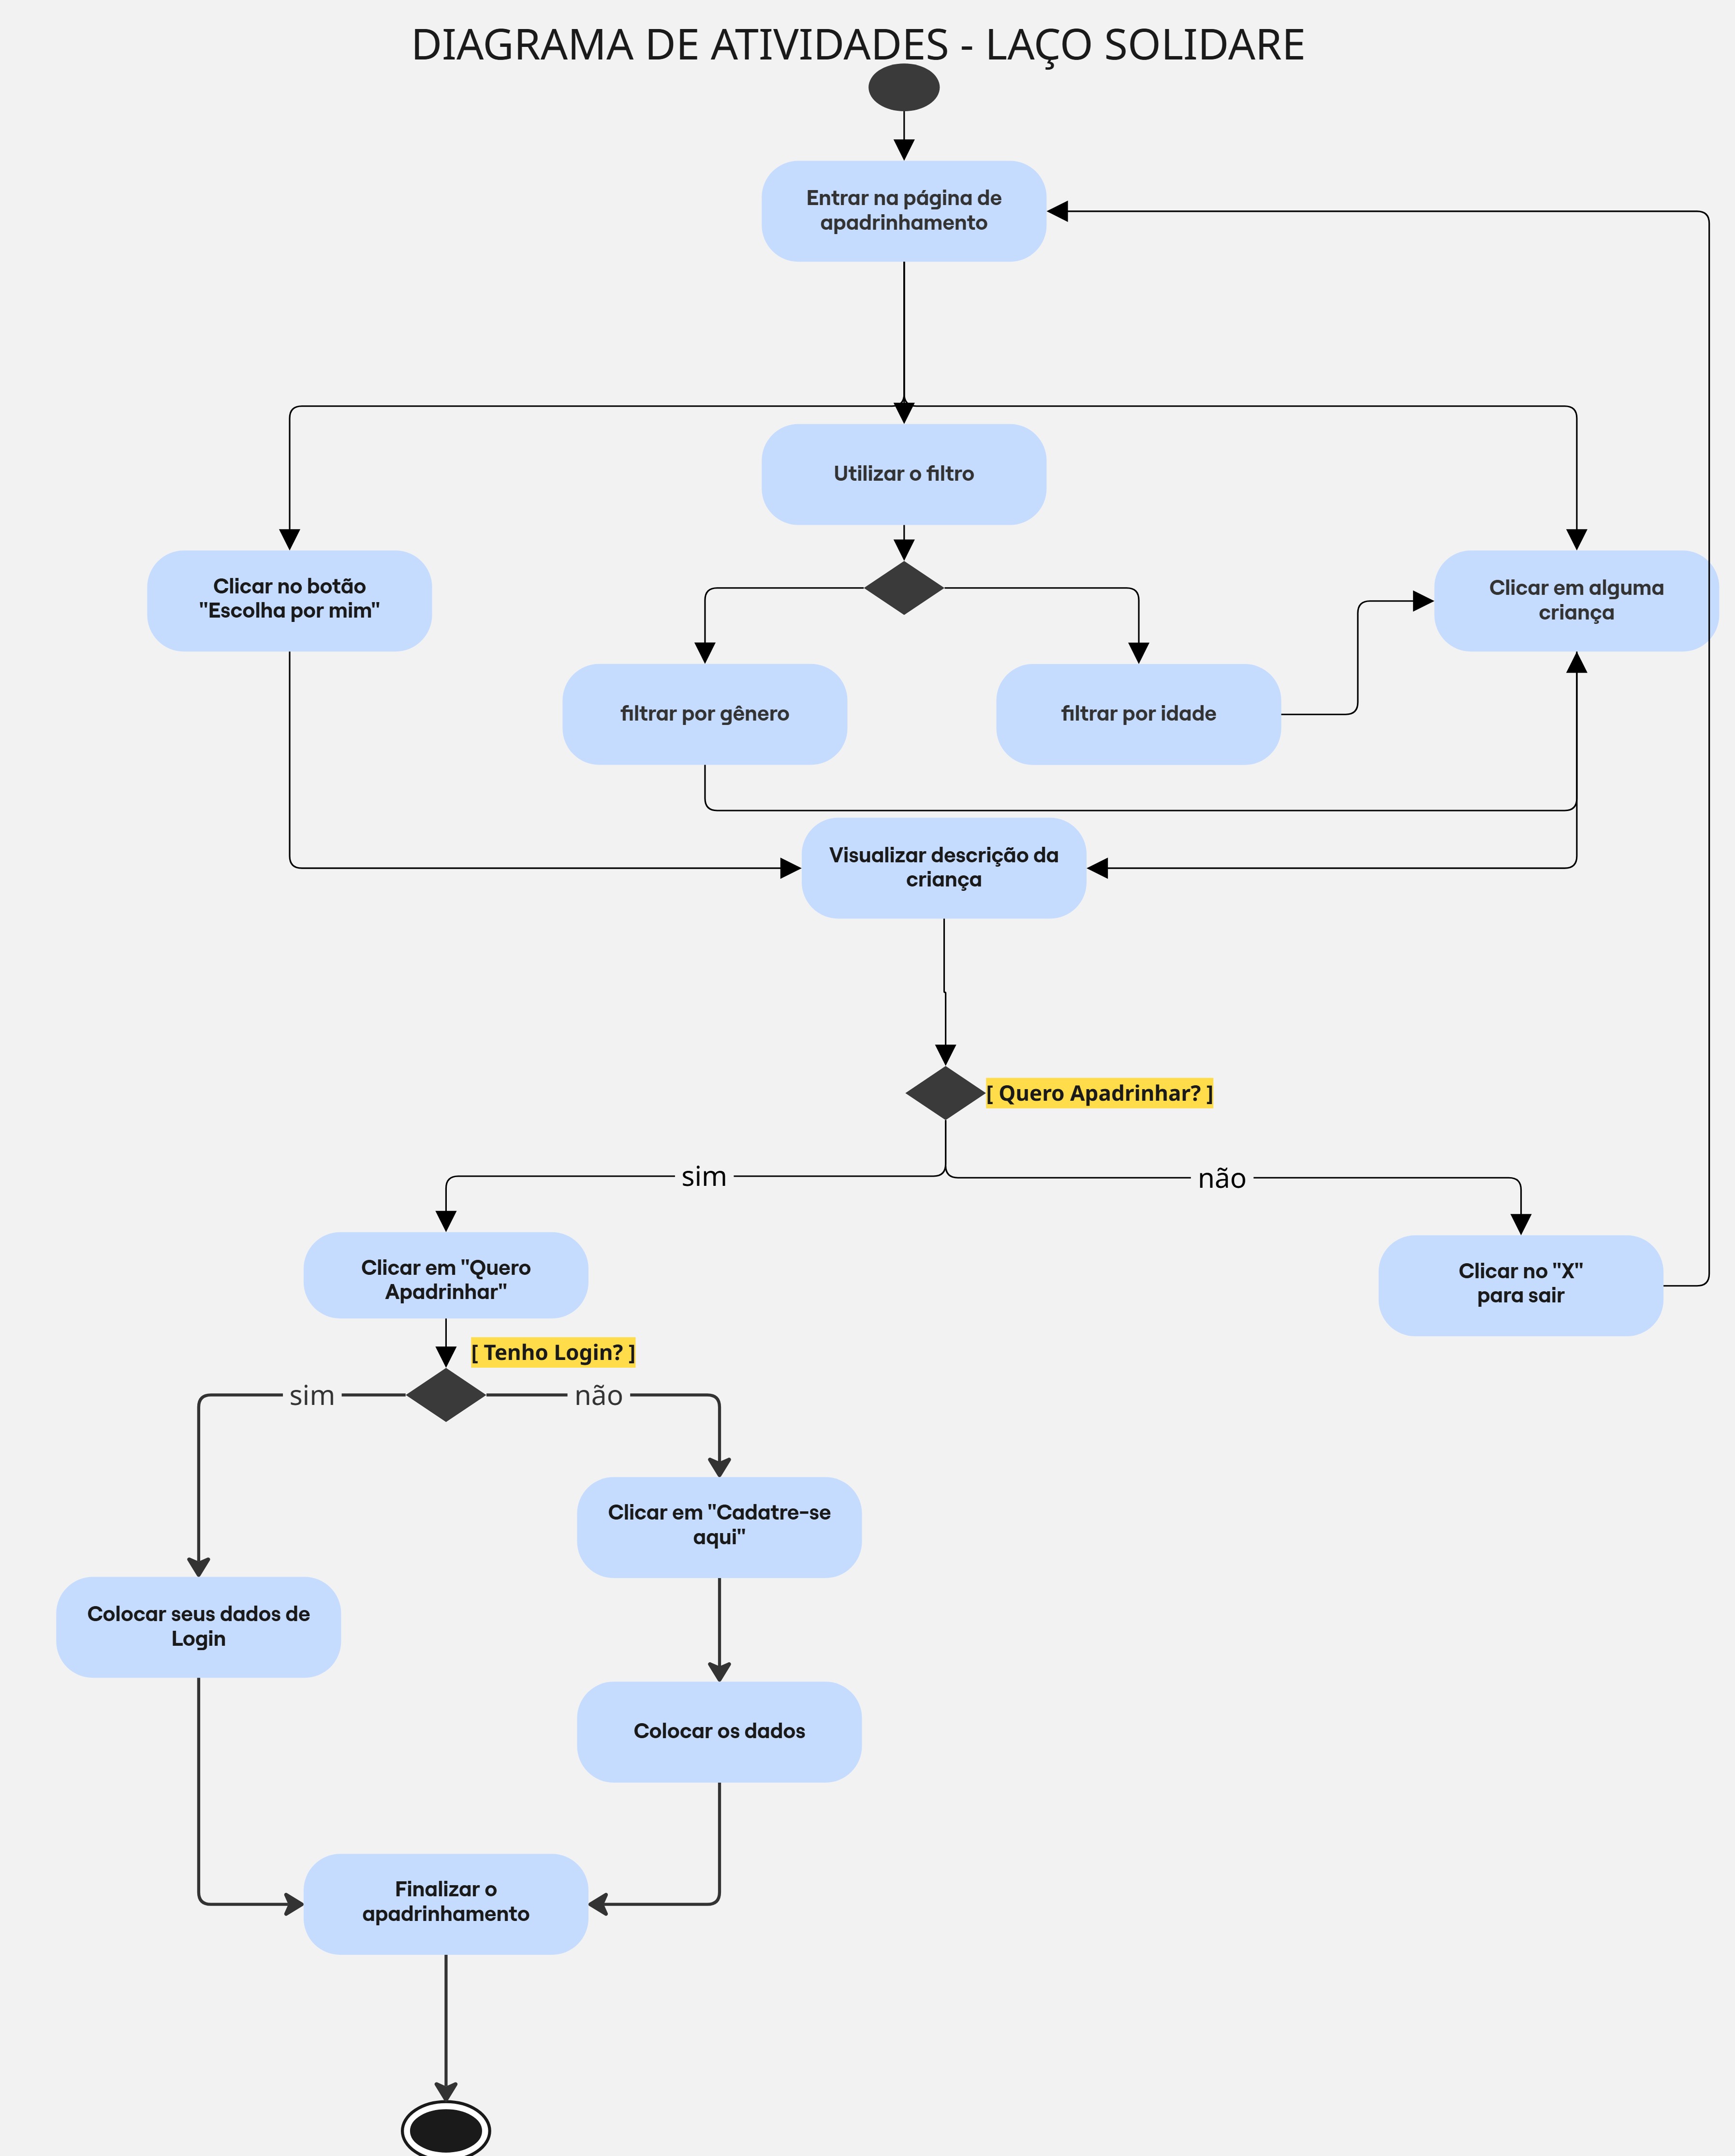 DIAGRAMA DE ATIVIDADES - LAÇO SOLIDARE
Entrar na página de
apadrinhamento
Utilizar o filtro
Clicar no botão
"Escolha por mim"
Clicar em alguma
criança
filtrar por gênero
filtrar por idade
Visualizar descrição da
criança
[ Quero Apadrinhar? ]
sim
não
Clicar em "Quero
Apadrinhar"
Clicar no "X"
para sair
[ Tenho Login? ]
sim
não
Clicar em "Cadatre-se
aqui"
Colocar seus dados de
Login
Colocar os dados
Finalizar o
apadrinhamento